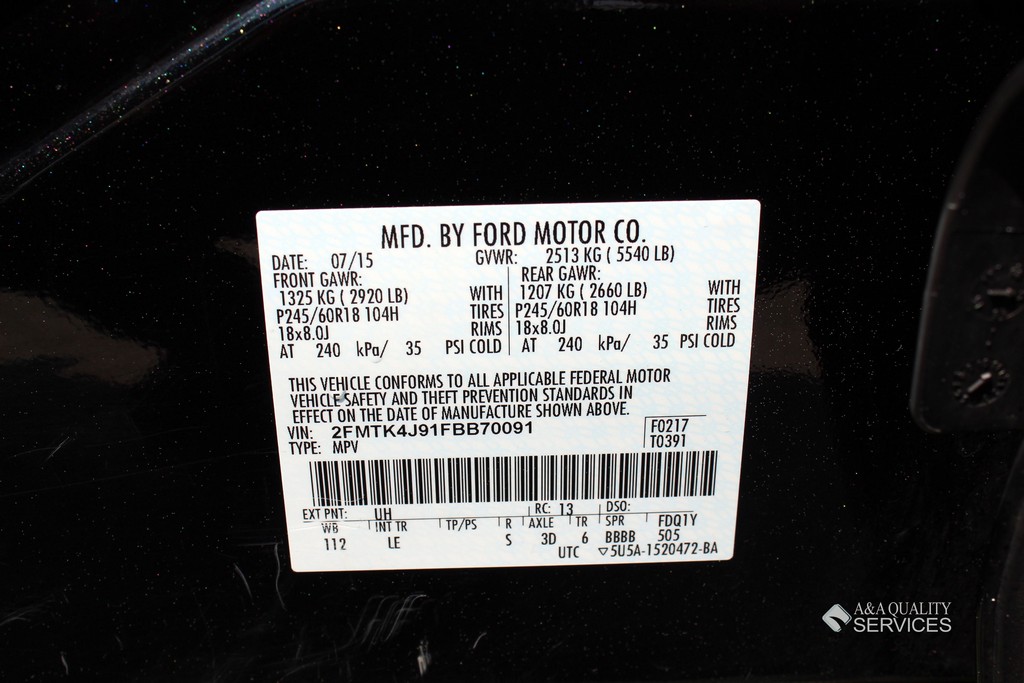 MFD. BY FORD MOTOR CO.
DATE: 07/15 GVWR: 2513 KG ( 5540 LB)
FRONT GAWR: REAR GAWR:
1325 KG ( 2920 LB) WITH 1207 KG ( 2660 LB) WITH
P245/60R18 104H TIRES P245/60R18 104H TIRES
18x8.0J RIMS 18x8.0J RIMS
AT 240 kPa/ 35 PSI COLD AT 240 kPa/ 35 PSI COLD
THIS VEHICLE CONFORMS TO ALL APPLICABLE FEDERAL MOTOR
VEHICLE SAFETY AND THEFT PREVENTION STANDARDS IN
EFFECT ON THE DATE OF MANUFACTURE SHOWN ABOVE.
VIN: 2FMTK4J91FBB70091 F0217
TYPE: MPV T0391
EXT PNT: UH RC: 13 DSO:
WB INT TR TP/PS R AXLE TR SPR FDQ1Y
112 LE S 3D 6 BBBB 505
UTC ▽5U5A-1520472-BA
A&A QUALITY
SERVICES